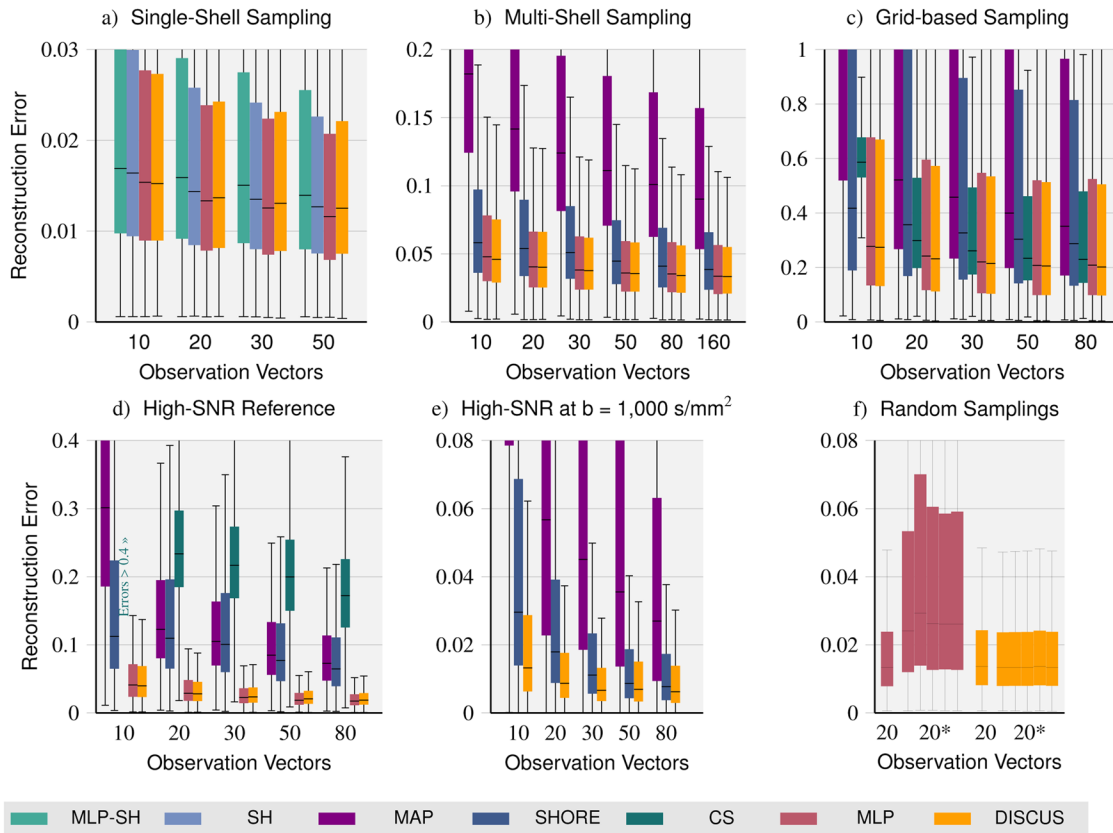 a) Single-Shell Sampling
b) Multi-Shell Sampling
c) Grid-based Sampling
Reconstruction Error
0.03
0.02
0.01
0
10 20 30 50
Observation Vectors
0.2
0.15
0.1
0.05
0
10 20 30 50 80 160
Observation Vectors
1
0.8
0.6
0.4
0.2
0
10 20 30 50 80
Observation Vectors
d) High-SNR Reference
e) High-SNR at b = 1,000 s/mm²
f) Random Samplings
Reconstruction Error
0.4
0.3
0.2
0.1
0
Errors > 0.4 »
10 20 30 50 80
Observation Vectors
0.08
0.06
0.04
0.02
0
10 20 30 50 80
Observation Vectors
0.08
0.06
0.04
0.02
0
20 20* 20 20*
Observation Vectors
MLP-SH SH MAP SHORE CS MLP DISCUS